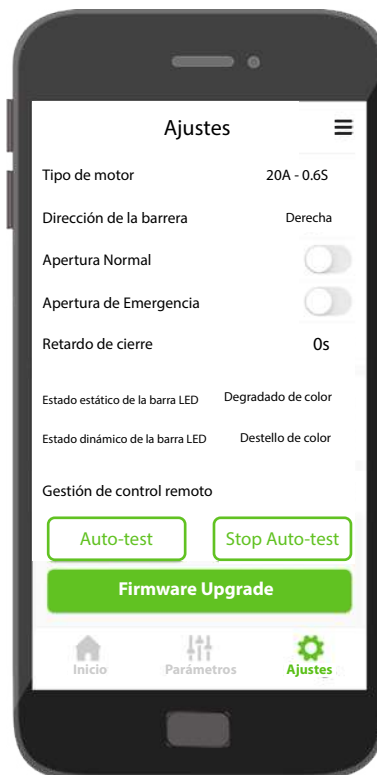 Ajustes
Tipo de motor 20A - 0.6S
Dirección de la barrera Derecha
Apertura Normal
Apertura de Emergencia
Retardo de cierre 0s
Estado estático de la barra LED Degradado de color
Estado dinámico de la barra LED Destello de color
Gestión de control remoto
Auto-test Stop Auto-test
Firmware Upgrade
Inicio Parámetros Ajustes